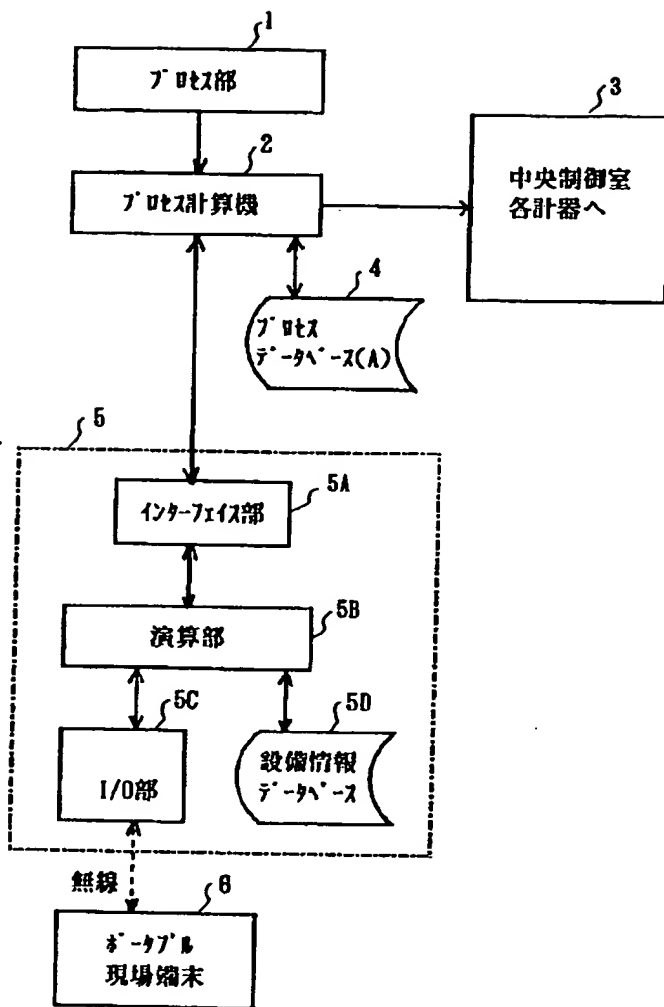 1
プロセス部
2
プロセス計算機
3
中央制御室
各計器へ
4
プロセス
データベース(A)
5
5A
インターフェイス部
5B
演算部
5C
I/O部
5D
設備情報
データベース
無線
6
ポータブル
現場端末